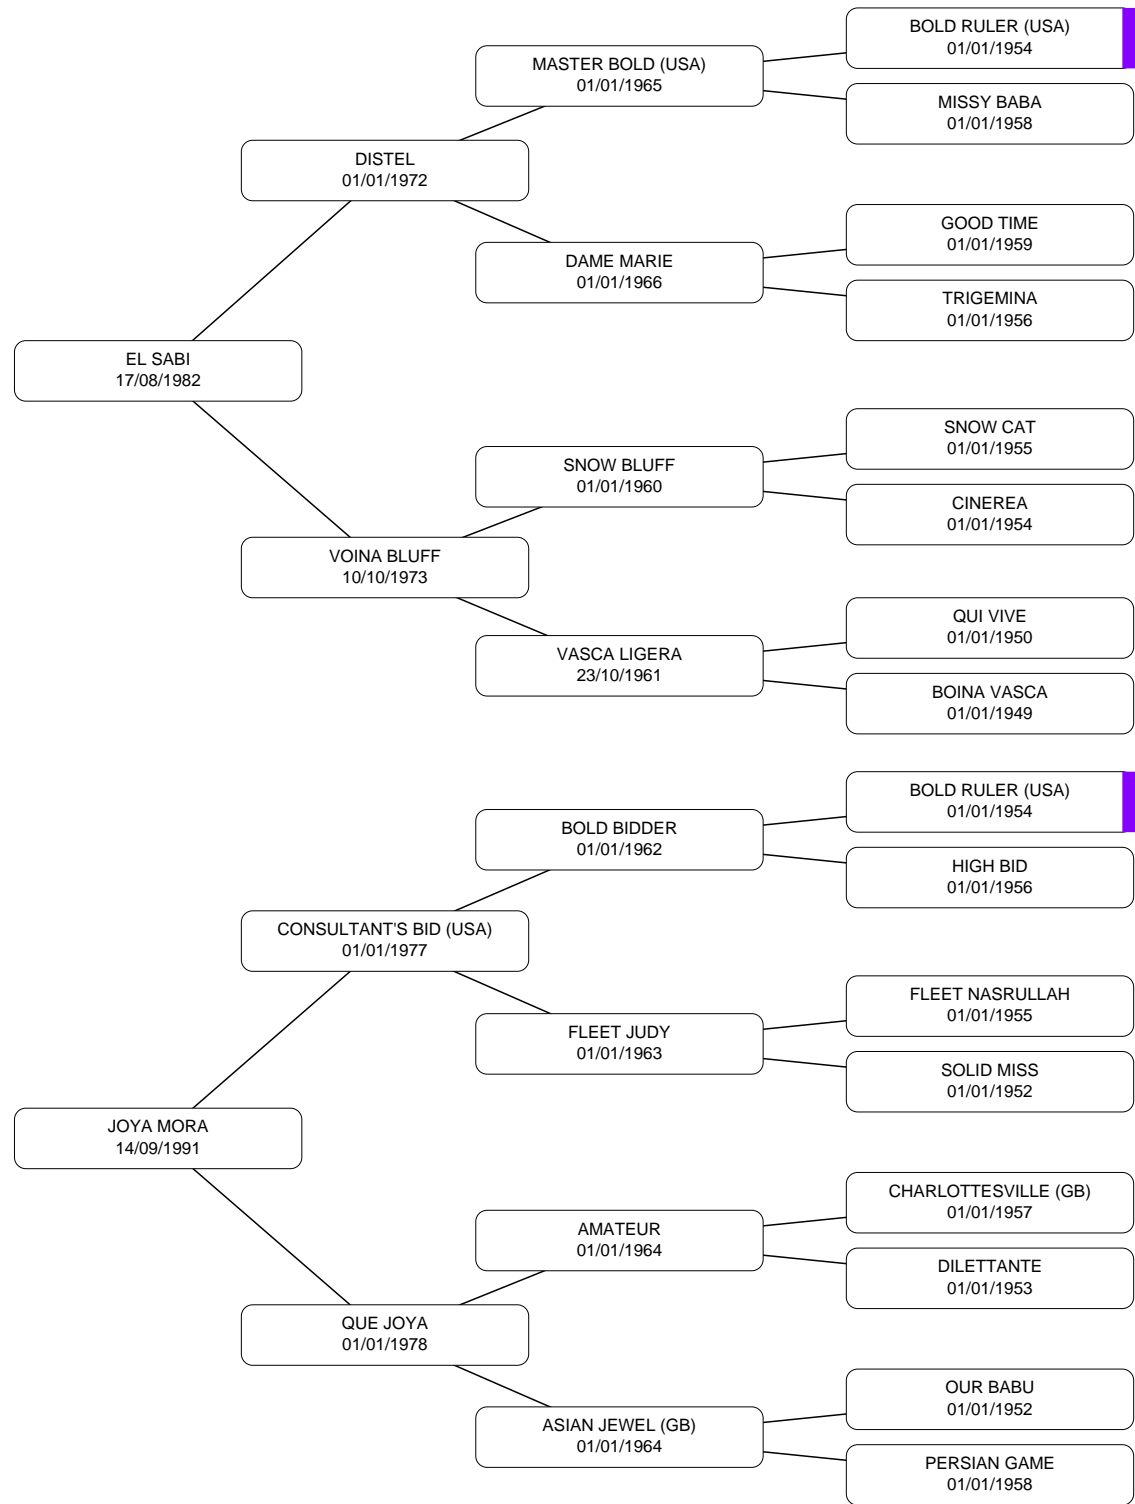 BOLD RULER (USA)
01/01/1954
MASTER BOLD (USA)
01/01/1965
MISSY BABA
01/01/1958
DISTEL
01/01/1972
GOOD TIME
01/01/1959
DAME MARIE
01/01/1966
TRIGEMINA
01/01/1956
EL SABI
17/08/1982
SNOW CAT
01/01/1955
SNOW BLUFF
01/01/1960
CINEREA
01/01/1954
VOINA BLUFF
10/10/1973
QUI VIVE
01/01/1950
VASCA LIGERA
23/10/1961
BOINA VASCA
01/01/1949
BOLD RULER (USA)
01/01/1954
BOLD BIDDER
01/01/1962
HIGH BID
01/01/1956
CONSULTANT'S BID (USA)
01/01/1977
FLEET NASRULLAH
01/01/1955
FLEET JUDY
01/01/1963
SOLID MISS
01/01/1952
JOYA MORA
14/09/1991
CHARLOTTESVILLE (GB)
01/01/1957
AMATEUR
01/01/1964
DILETTANTE
01/01/1953
QUE JOYA
01/01/1978
OUR BABU
01/01/1952
ASIAN JEWEL (GB)
01/01/1964
PERSIAN GAME
01/01/1958